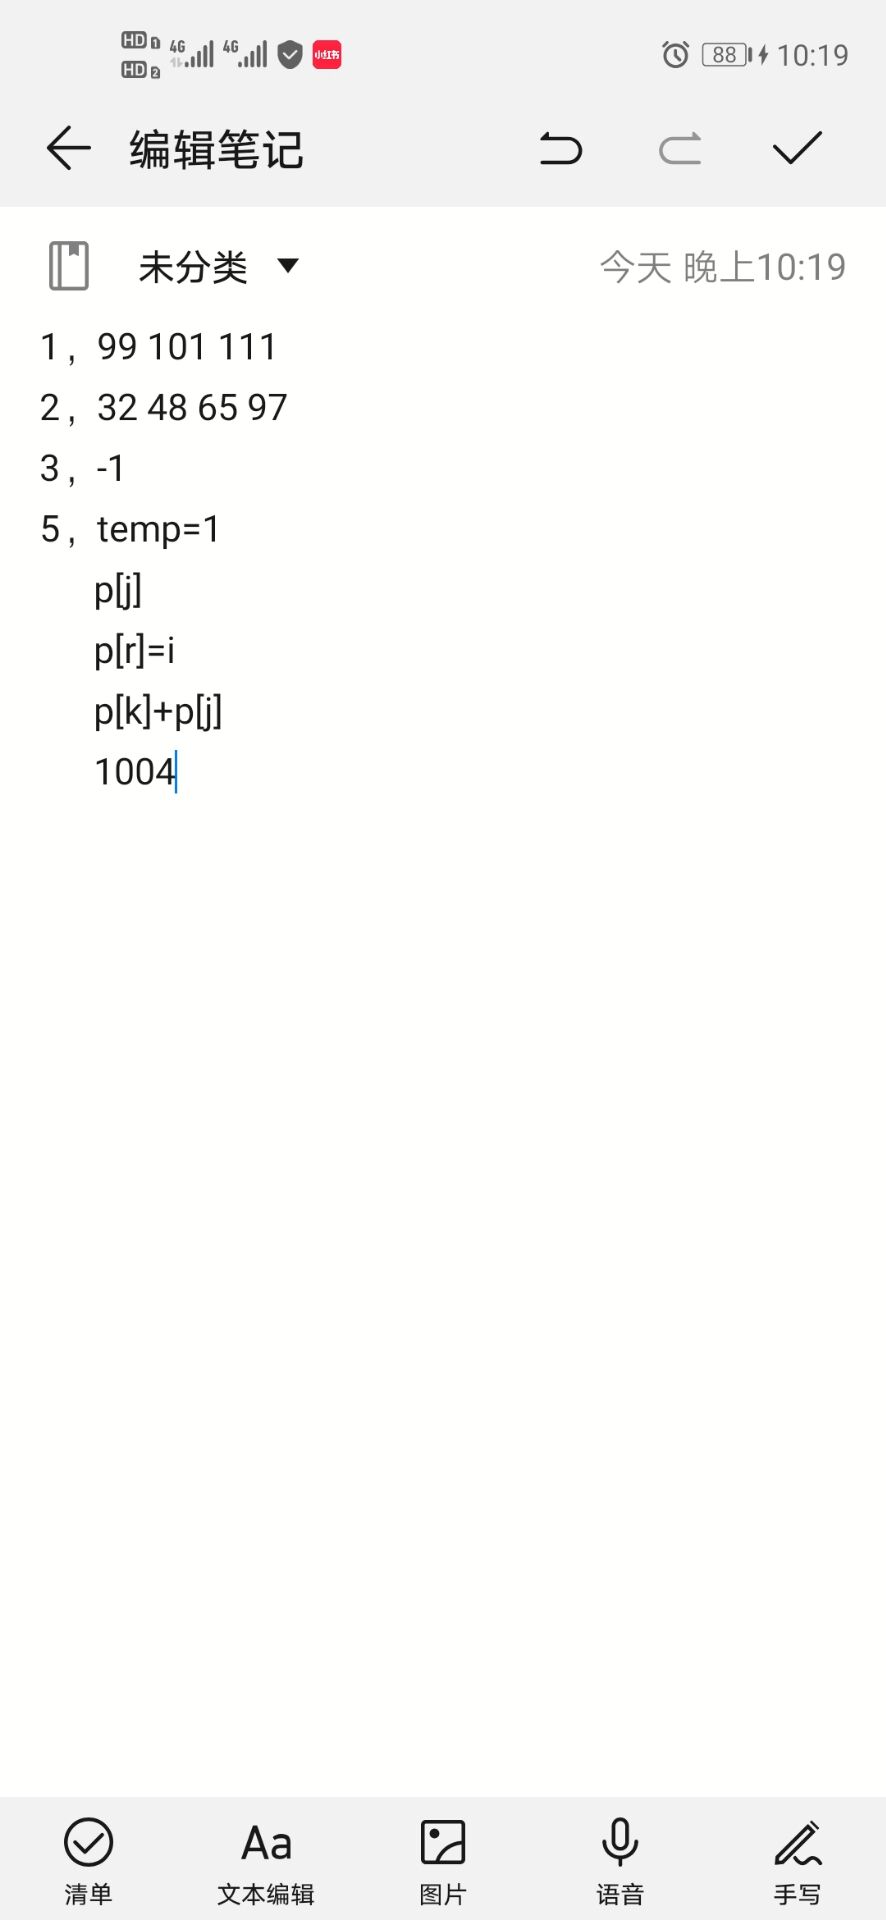 HD 1 4G 4G 小红书 88 10:19
HD 2
编辑笔记
未分类 今天 晚上10:19
1，99 101 111
2，32 48 65 97
3，-1
5，temp=1
p[j]
p[r]=i
p[k]+p[j]
1004
Aa
清单 文本编辑 图片 语音 手写